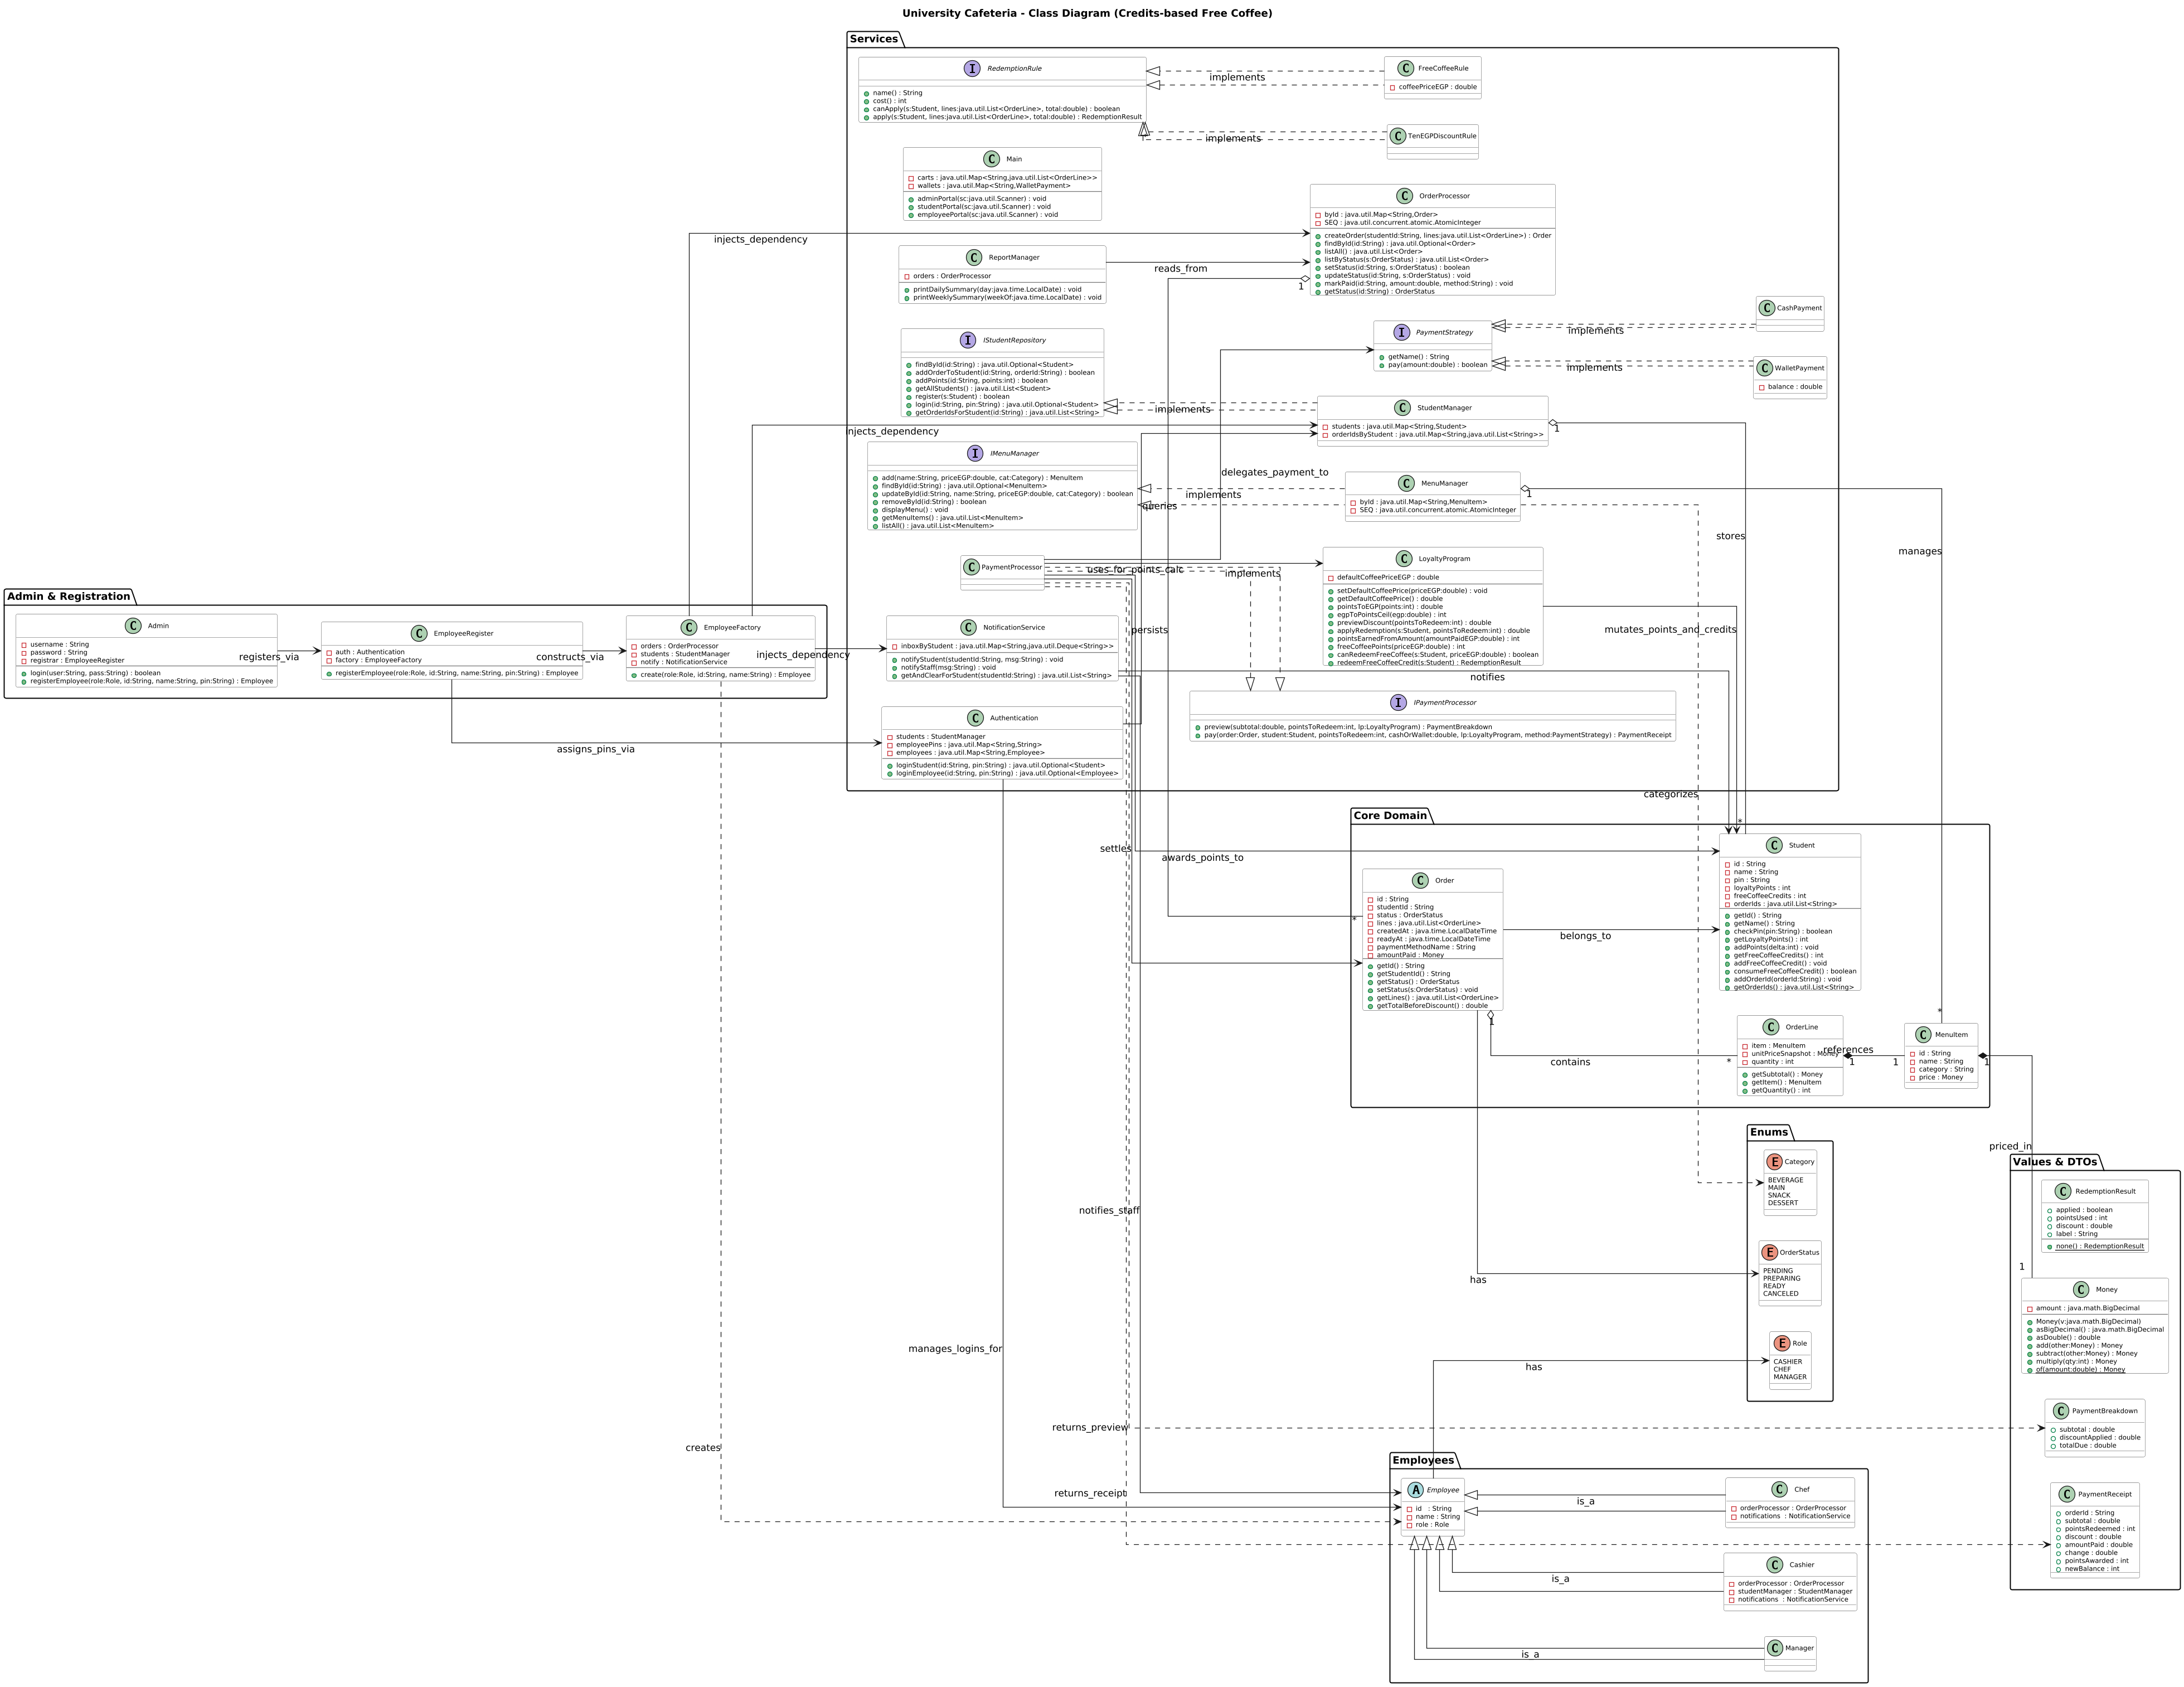 University Cafeteria - Class Diagram (Credits-based Free Coffee)
Services
I RedemptionRule
name() : String
cost() : int
canApply(s:Student, lines:java.util.List<OrderLine>, total:double) : boolean
apply(s:Student, lines:java.util.List<OrderLine>, total:double) : RedemptionResult
implements
C FreeCoffeeRule
coffeePriceEGP : double
implements
C TenEGPDiscountRule
C Main
carts : java.util.Map<String,java.util.List<OrderLine>>
wallets : java.util.Map<String,WalletPayment>
adminPortal(sc:java.util.Scanner) : void
studentPortal(sc:java.util.Scanner) : void
employeePortal(sc:java.util.Scanner) : void
C OrderProcessor
byId : java.util.Map<String,Order>
SEQ : java.util.concurrent.atomic.AtomicInteger
createOrder(studentId:String, lines:java.util.List<OrderLine>) : Order
findById(id:String) : java.util.Optional<Order>
listAll() : java.util.List<Order>
listByStatus(s:OrderStatus) : java.util.List<Order>
setStatus(id:String, s:OrderStatus) : boolean
updateStatus(id:String, s:OrderStatus) : void
markPaid(id:String, amount:double, method:String) : void
getStatus(id:String) : OrderStatus
injects_dependency
C ReportManager
orders : OrderProcessor
printDailySummary(day:java.time.LocalDate) : void
printWeeklySummary(weekOf:java.time.LocalDate) : void
reads_from
1
C CashPayment
implements
I PaymentStrategy
getName() : String
pay(amount:double) : boolean
C WalletPayment
balance : double
implements
I IStudentRepository
findById(id:String) : java.util.Optional<Student>
addOrderToStudent(id:String, orderId:String) : boolean
addPoints(id:String, points:int) : boolean
getAllStudents() : java.util.List<Student>
register(s:Student) : boolean
login(id:String, pin:String) : java.util.Optional<Student>
getOrderIdsForStudent(id:String) : java.util.List<String>
implements
C StudentManager
students : java.util.Map<String,Student>
orderIdsByStudent : java.util.Map<String,java.util.List<String>>
1
injects_dependency
I IMenuManager
add(name:String, priceEGP:double, cat:Category) : MenuItem
findById(id:String) : java.util.Optional<MenuItem>
updateById(id:String, name:String, priceEGP:double, cat:Category) : boolean
removeById(id:String) : boolean
displayMenu() : void
getMenuItems() : java.util.List<MenuItem>
listAll() : java.util.List<MenuItem>
delegates_payment_to
implements
queries
C MenuManager
byId : java.util.Map<String,MenuItem>
SEQ : java.util.concurrent.atomic.AtomicInteger
1
stores
manages
C PaymentProcessor
uses_for_points_calc
implements
C LoyaltyProgram
defaultCoffeePriceEGP : double
setDefaultCoffeePrice(priceEGP:double) : void
getDefaultCoffeePrice() : double
pointsToEGP(points:int) : double
egpToPointsCeil(egp:double) : int
previewDiscount(pointsToRedeem:int) : double
applyRedemption(s:Student, pointsToRedeem:int) : double
pointsEarnedFromAmount(amountPaidEGP:double) : int
freeCoffeePoints(priceEGP:double) : int
canRedeemFreeCoffee(s:Student, priceEGP:double) : boolean
redeemFreeCoffeeCredit(s:Student) : RedemptionResult
mutates_points_and_credits
Admin & Registration
C Admin
username : String
password : String
registrar : EmployeeRegister
login(user:String, pass:String) : boolean
registerEmployee(role:Role, id:String, name:String, pin:String) : Employee
registers_via
C EmployeeRegister
auth : Authentication
factory : EmployeeFactory
registerEmployee(role:Role, id:String, name:String, pin:String) : Employee
constructs_via
C EmployeeFactory
orders : OrderProcessor
students : StudentManager
notify : NotificationService
create(role:Role, id:String, name:String) : Employee
injects_dependency
C NotificationService
inboxByStudent : java.util.Map<String,java.util.Deque<String>>
notifyStudent(studentId:String, msg:String) : void
notifyStaff(msg:String) : void
getAndClearForStudent(studentId:String) : java.util.List<String>
persists
notifies
I IPaymentProcessor
preview(subtotal:double, pointsToRedeem:int, lp:LoyaltyProgram) : PaymentBreakdown
pay(order:Order, student:Student, pointsToRedeem:int, cashOrWallet:double, lp:LoyaltyProgram, method:PaymentStrategy) : PaymentReceipt
C Authentication
students : StudentManager
employeePins : java.util.Map<String,String>
employees : java.util.Map<String,Employee>
loginStudent(id:String, pin:String) : java.util.Optional<Student>
loginEmployee(id:String, pin:String) : java.util.Optional<Employee>
assigns_pins_via
categorizes
Core Domain
*
C Student
id : String
name : String
pin : String
loyaltyPoints : int
freeCoffeeCredits : int
orderIds : java.util.List<String>
getId() : String
getName() : String
checkPin(pin:String) : boolean
getLoyaltyPoints() : int
addPoints(delta:int) : void
getFreeCoffeeCredits() : int
addFreeCoffeeCredit() : void
consumeFreeCoffeeCredit() : boolean
addOrderId(orderId:String) : void
getOrderIds() : java.util.List<String>
settles
awards_points_to
C Order
id : String
studentId : String
status : OrderStatus
lines : java.util.List<OrderLine>
createdAt : java.time.LocalDateTime
readyAt : java.time.LocalDateTime
paymentMethodName : String
amountPaid : Money
getId() : String
getStudentId() : String
getStatus() : OrderStatus
setStatus(s:OrderStatus) : void
getLines() : java.util.List<OrderLine>
getTotalBeforeDiscount() : double
*
belongs_to
1
contains
*
C OrderLine
item : MenuItem
unitPriceSnapshot : Money
quantity : int
getSubtotal() : Money
getItem() : MenuItem
getQuantity() : int
references
1
1
*
C MenuItem
id : String
name : String
category : String
price : Money
1
Enums
C Category
BEVERAGE
MAIN
SNACK
DESSERT
E OrderStatus
PENDING
PREPARING
READY
CANCELED
has
E Role
CASHIER
CHEF
MANAGER
has
priced_in
Values & DTOs
C RedemptionResult
applied : boolean
pointsUsed : int
discount : double
label : String
none() : RedemptionResult
1
C Money
amount : java.math.BigDecimal
Money(v:java.math.BigDecimal)
asBigDecimal() : java.math.BigDecimal
asDouble() : double
add(other:Money) : Money
subtract(other:Money) : Money
multiply(qty:int) : Money
of(amount:double) : Money
C PaymentBreakdown
subtotal : double
discountApplied : double
totalDue : double
C PaymentReceipt
orderId : String
subtotal : double
pointsRedeemed : int
discount : double
amountPaid : double
change : double
pointsAwarded : int
newBalance : int
notifies_staff
manages_logins_for
returns_preview
creates
returns_receipt
Employees
A Employee
id : String
name : String
role : Role
is_a
C Chef
orderProcessor : OrderProcessor
notifications : NotificationService
is_a
C Cashier
orderProcessor : OrderProcessor
studentManager : StudentManager
notifications : NotificationService
is_a
C Manager